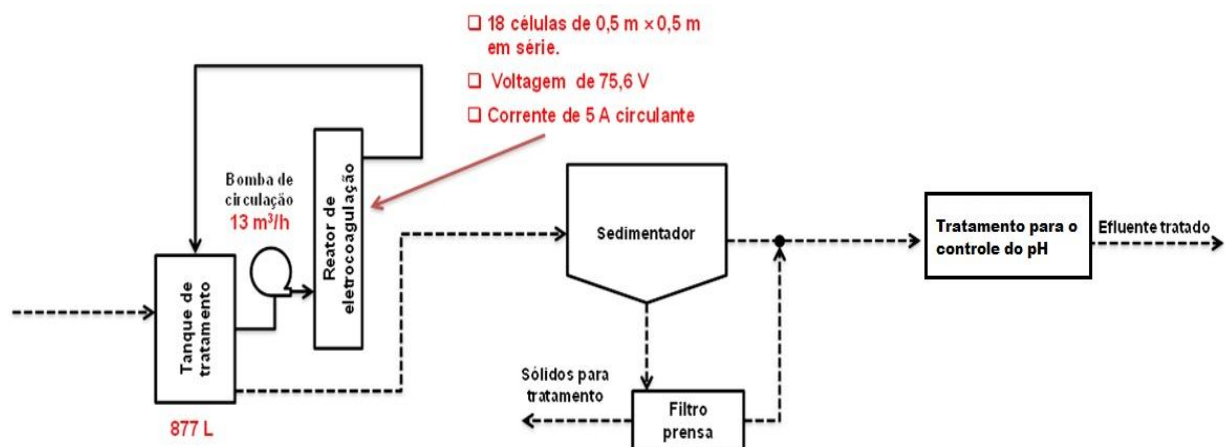 ❑ 18 células de 0,5 m × 0,5 m
em série.
❑ Voltagem de 75,6 V
❑ Corrente de 5 A circulante
Bomba de
circulação
13 m³/h
Reator de
eletrocoagulação
Tanque de
tratamento
877 L
Sedimentador
Sólidos para
tratamento
Filtro
prensa
Tratamento para o
controle do pH
Efluente tratado